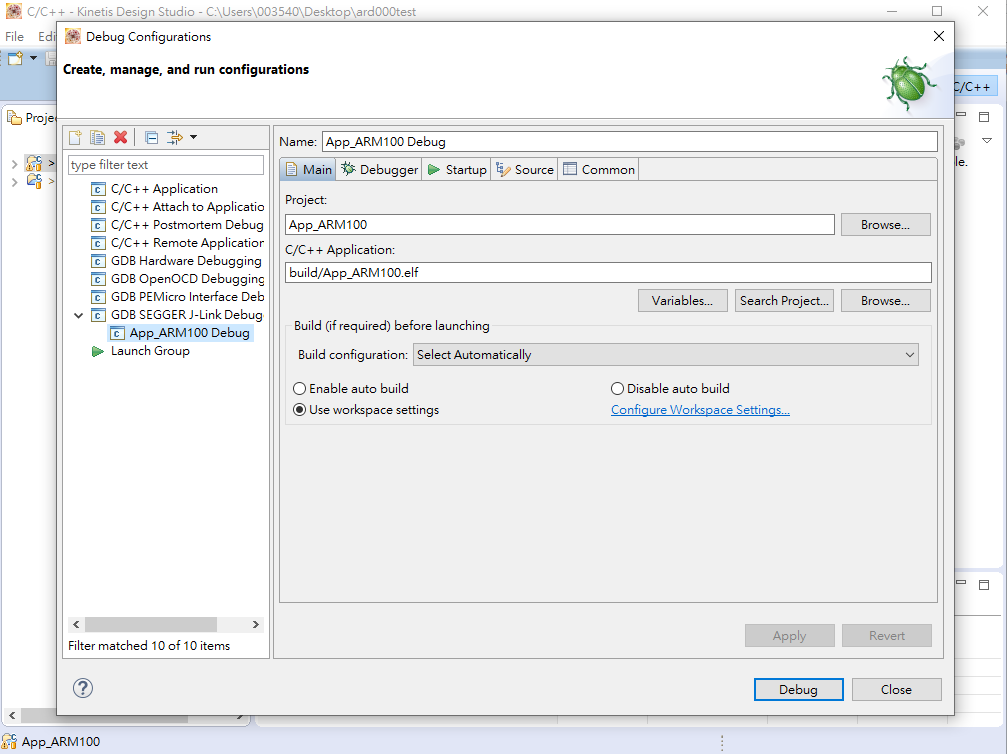 C/C++ - Kinetis Design Studio - C:\Users\003540\Desktop\ard000test
File Edi
Debug Configurations
Create, manage, and run configurations
C/C++
Projec
type filter text
C/C++ Application
C/C++ Attach to Applicatio
C/C++ Postmortem Debug
C/C++ Remote Application
GDB Hardware Debugging
GDB OpenOCD Debugging
GDB PEMicro Interface Deb
GDB SEGGER J-Link Debug
App_ARM100 Debug
Launch Group
Filter matched 10 of 10 items
Name: App_ARM100 Debug
Main Debugger Startup Source Common
Project:
App_ARM100
Browse...
C/C++ Application:
build/App_ARM100.elf
Variables... Search Project... Browse...
Build (if required) before launching
Build configuration: Select Automatically
Enable auto build Disable auto build
Use workspace settings Configure Workspace Settings...
Apply Revert
Debug Close
le.
App_ARM100